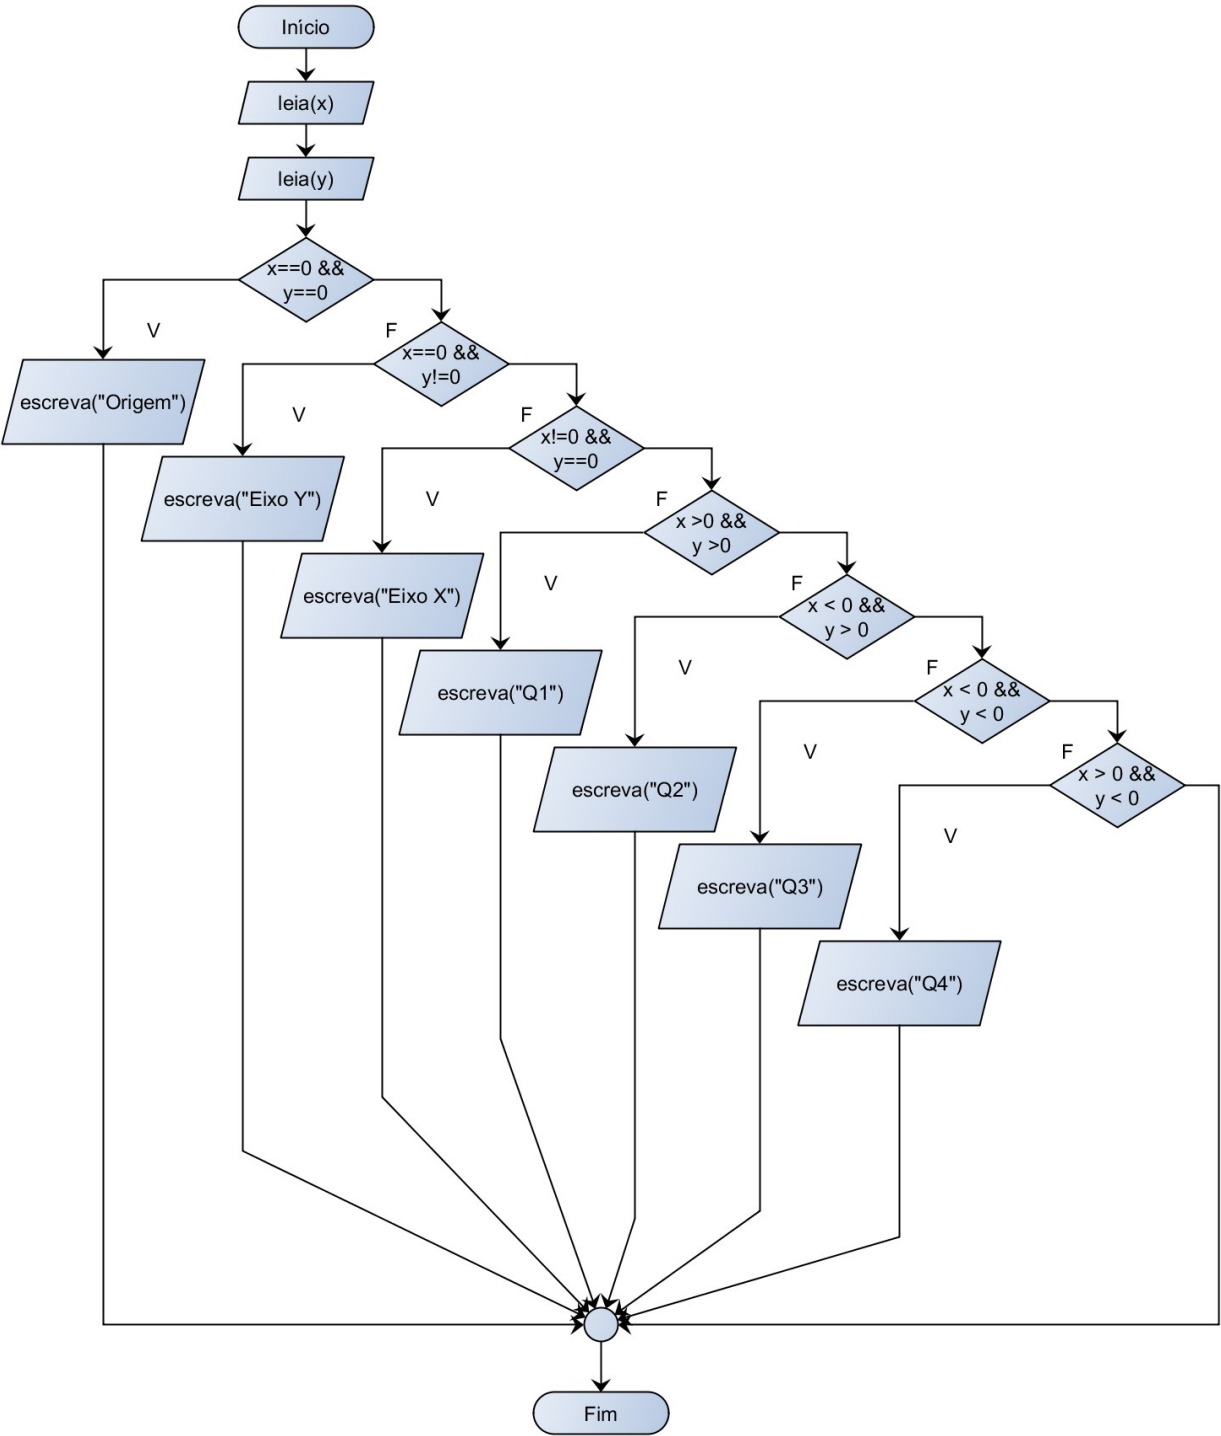 Início
leia(x)
leia(y)
x==0 &&
y==0
V
F
escreva("Origem")
x==0 &&
y!=0
V
F
escreva("Eixo Y")
x!=0 &&
y==0
V
F
escreva("Eixo X")
x >0 &&
y >0
V
F
escreva("Q1")
x < 0 &&
y > 0
V
F
escreva("Q2")
x < 0 &&
y < 0
V
F
escreva("Q3")
x > 0 &&
y < 0
V
escreva("Q4")
Fim